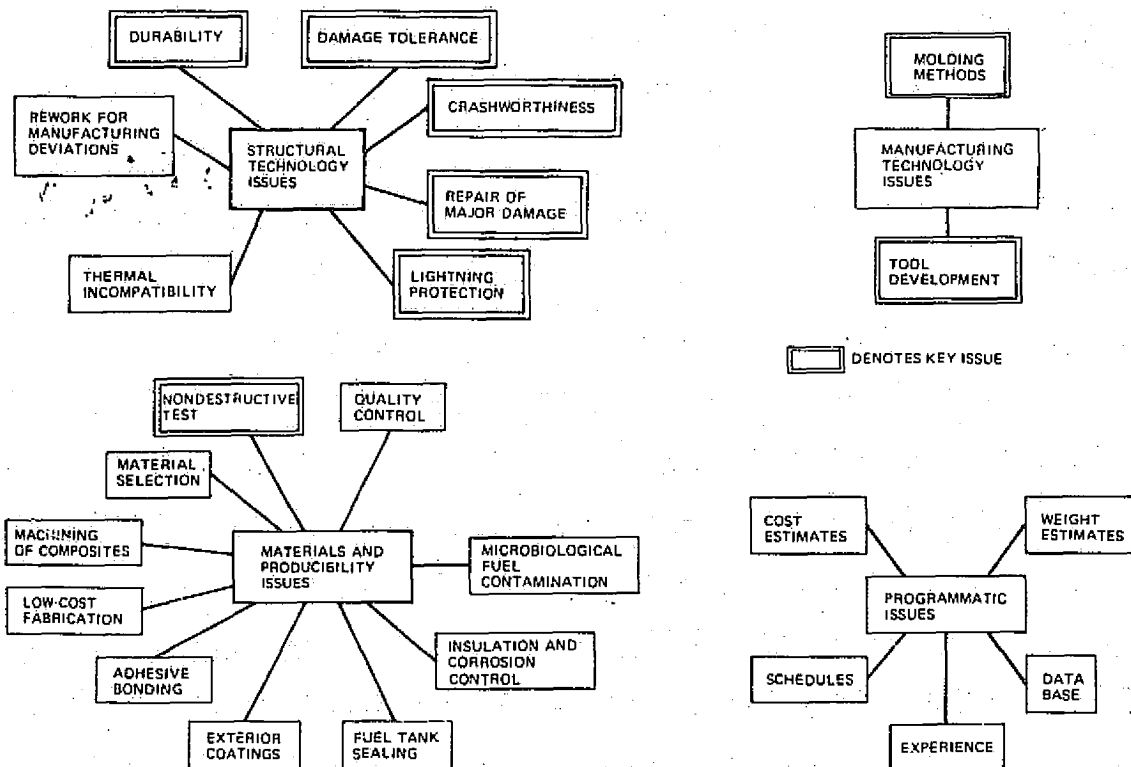 DURABILITY
DAMAGE TOLERANCE
CRASHWORTHINESS
REWORK FOR
MANUFACTURING
DEVIATIONS
STRUCTURAL
TECHNOLOGY
ISSUES
REPAIR OF
MAJOR DAMAGE
THERMAL
INCOMPATIBILITY
LIGHTNING
PROTECTION
MOLDING
METHODS
MANUFACTURING
TECHNOLOGY
ISSUES
TOOL
DEVELOPMENT
DENOTES KEY ISSUE
NONDESTRUCTIVE
TEST
QUALITY
CONTROL
MATERIAL
SELECTION
MACHINING
OF COMPOSITES
MATERIALS AND
PRODUCIBILITY
ISSUES
MICROBIOLOGICAL
FUEL
CONTAMINATION
LOW-COST
FABRICATION
ADHESIVE
BONDING
INSULATION AND
CORROSION
CONTROL
EXTERIOR
COATINGS
FUEL TANK
SEALING
COST
ESTIMATES
WEIGHT
ESTIMATES
PROGRAMMATIC
ISSUES
SCHEDULES
DATA
BASE
EXPERIENCE